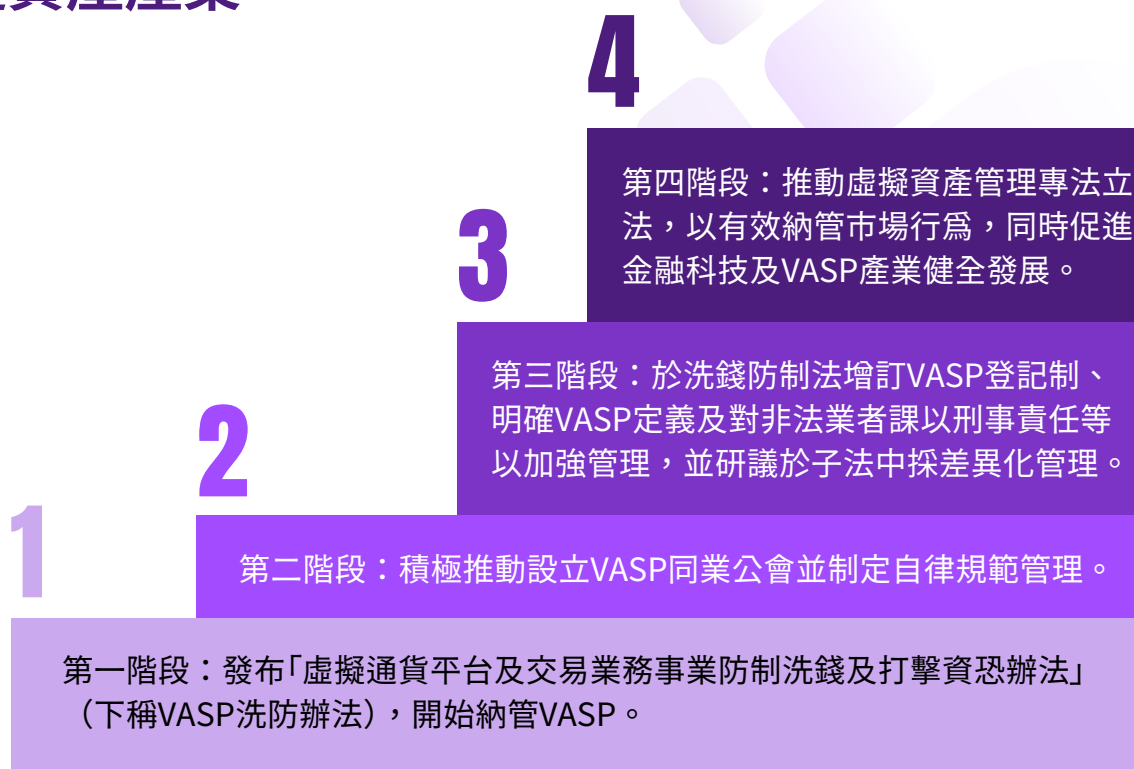 資產產業
4
第四階段：推動虛擬資產管理專法立
法，以有效納管市場行爲，同時促進
金融科技及VASP產業健全發展。
3
第三階段：於洗錢防制法增訂VASP登記制、
明確VASP定義及對非法業者課以刑事責任等
以加強管理，並研議於子法中採差異化管理。
2
第二階段：積極推動設立VASP同業公會並制定自律規範管理。
1
第一階段：發布「虛擬通貨平台及交易業務事業防制洗錢及打擊資恐辦法」
（下稱VASP洗防辦法），開始納管VASP。